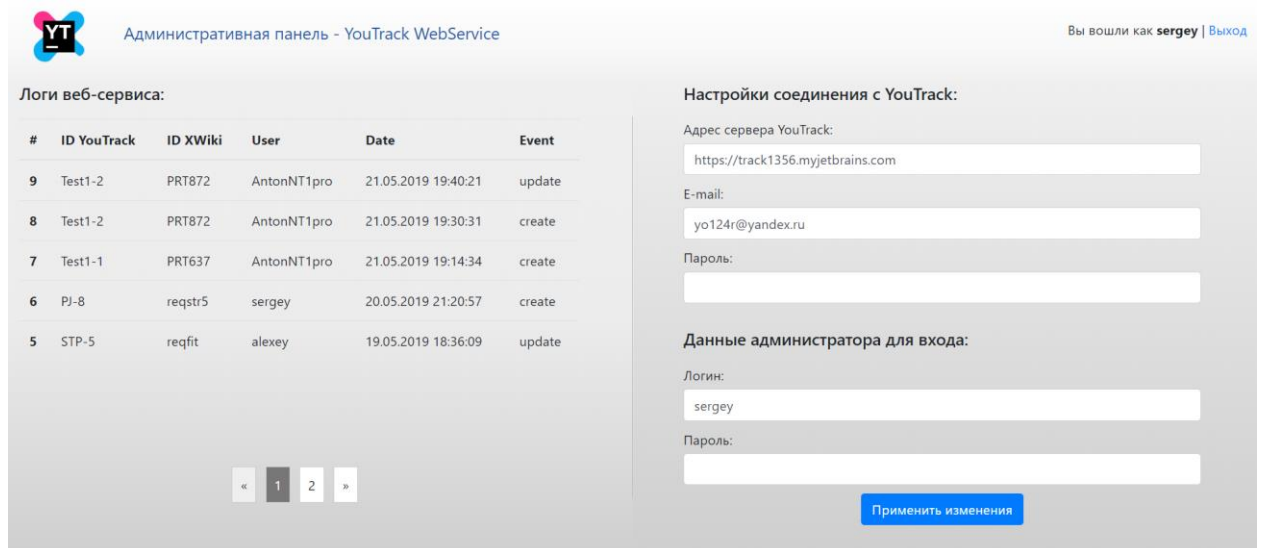 YT
Административная панель - YouTrack WebService
Вы вошли как sergey | Выход
Логи веб-сервиса:
# ID YouTrack ID XWiki User Date Event
9 Test1-2 PRT872 AntonNT1pro 21.05.2019 19:40:21 update
8 Test1-2 PRT872 AntonNT1pro 21.05.2019 19:30:31 create
7 Test1-1 PRT637 AntonNT1pro 21.05.2019 19:14:34 create
6 PJ-8 reqstr5 sergey 20.05.2019 21:20:57 create
5 STP-5 reqfit alexey 19.05.2019 18:36:09 update
« 1 2 »
Настройки соединения с YouTrack:
Адрес сервера YouTrack:
https://track1356.myjetbrains.com
E-mail:
yo124r@yandex.ru
Пароль:
Данные администратора для входа:
Логин:
sergey
Пароль:
Применить изменения